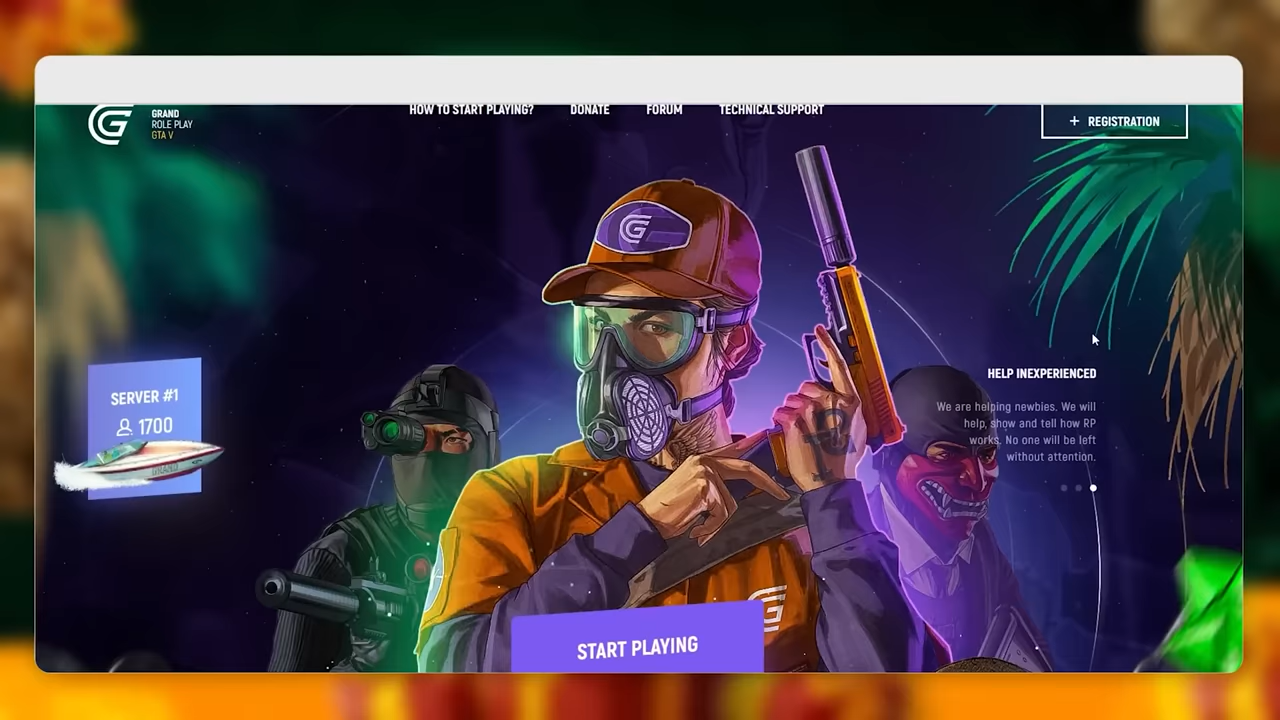 GRAND
ROLE PLAY
GTA V
HOW TO START PLAYING?
DONATE
FORUM
TECHNICAL SUPPORT
+ REGISTRATION
SERVER #1
1700
HELP INEXPERIENCED
We are helping newbies. We will
help, show and tell how RP
works. No one will be left
without attention.
START PLAYING